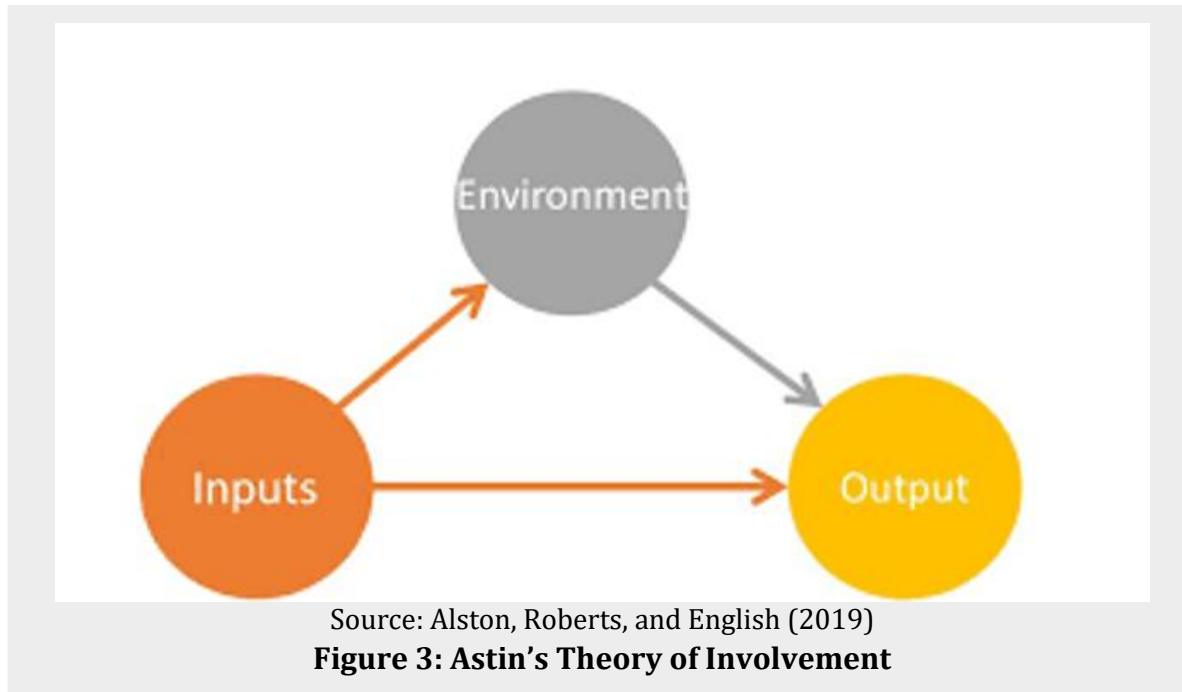 Environment
Inputs
Output
Source: Alston, Roberts, and English (2019)
Figure 3: Astin’s Theory of Involvement